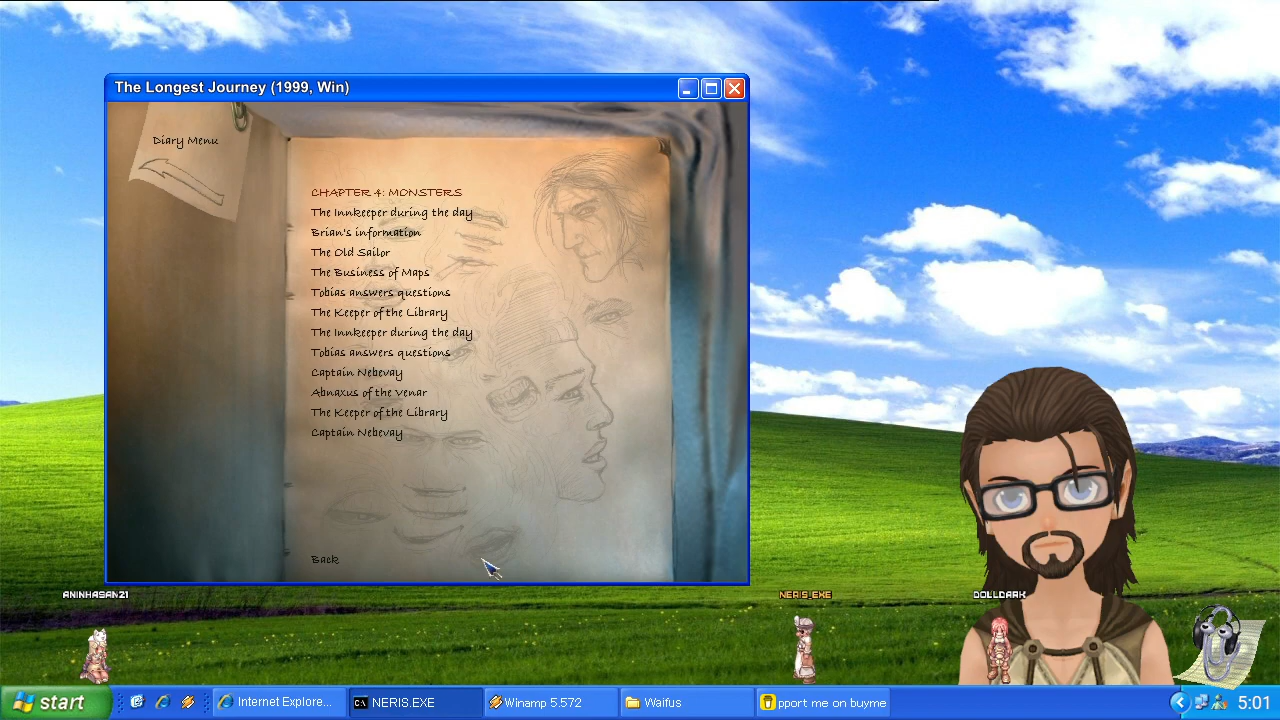 The Longest Journey (1999, Win)
Diary Menu
CHAPTER 4: MONSTERS
The Innkeeper during the day
Brian's information
The Old Sailor
The Business of Maps
Tobias answers questions
The Keeper of the Library
The Innkeeper during the day
Tobias answers questions
Captain Nebevay
Abnaxus of the Venar
The Keeper of the Library
Captain Nebevay
Back
ANINHASAN21
NERIS_EXE
DOLLDARK
start
Internet Explore...
C:\
NERIS.EXE
Winamp 5.572
Waifus
pport me on buyme
5:01